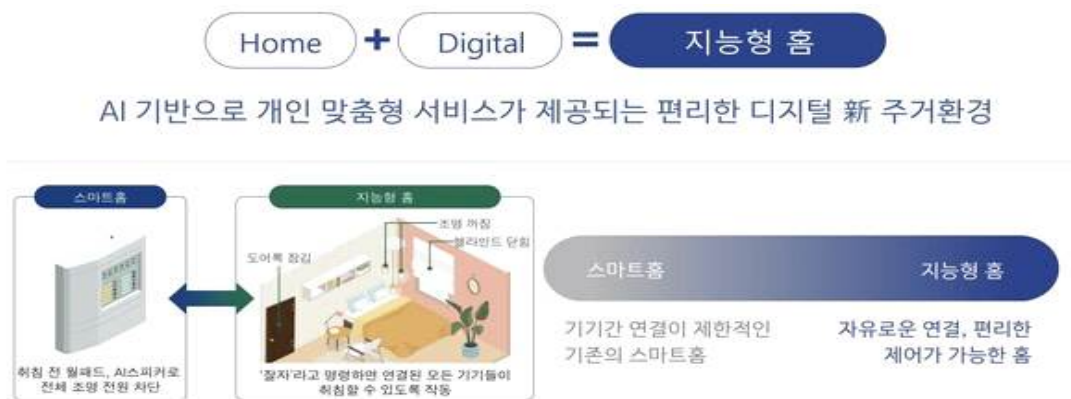 Home + Digital = 지능형 홈
AI 기반으로 개인 맞춤형 서비스가 제공되는 편리한 디지털 新 주거환경
스마트홈
취침 전 월패드, AI스피커로
전체 조명 전원 차단
지능형 홈
조명 꺼짐
블라인드 닫힘
도어록 잠김
'잘자'라고 명령하면 연결된 모든 기기들이
취침할 수 있도록 작동
스마트홈
지능형 홈
기기간 연결이 제한적인
기존의 스마트홈
자유로운 연결, 편리한
제어가 가능한 홈